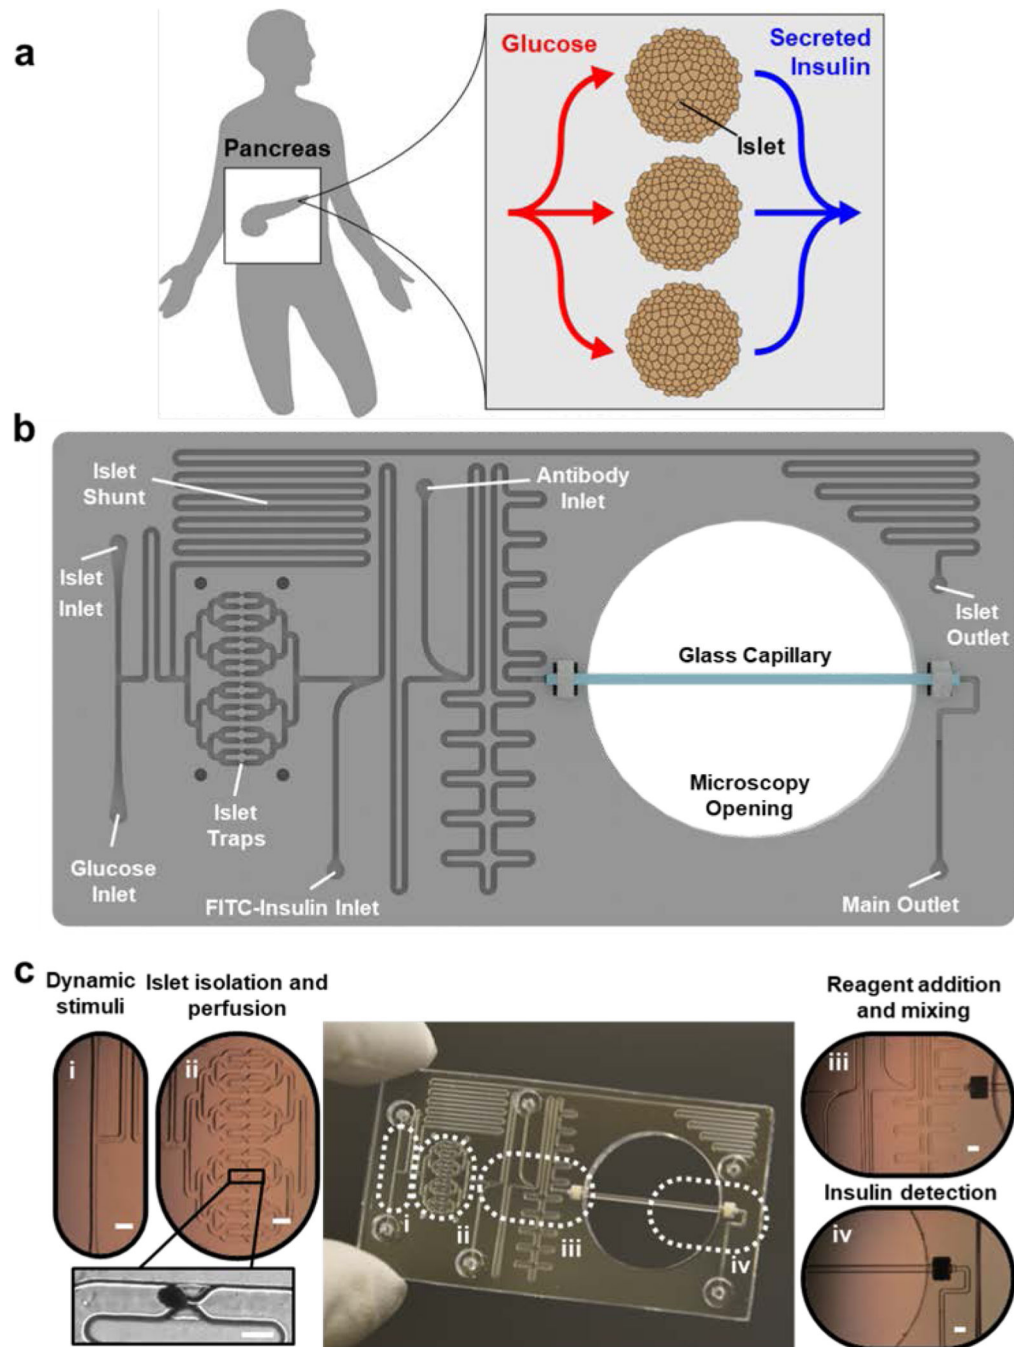 a
Pancreas
Glucose
Secreted
Insulin
Islet
b
Islet
Shunt
Antibody
Inlet
Islet
Inlet
Islet
Outlet
Glass Capillary
Microscopy
Opening
Islet
Traps
Glucose
Inlet
FITC-Insulin Inlet
Main Outlet
c
Dynamic
stimuli
Islet isolation and
perfusion
Reagent addition
and mixing
i
ii
iii
i
ii
iii
iv
Insulin detection
iv